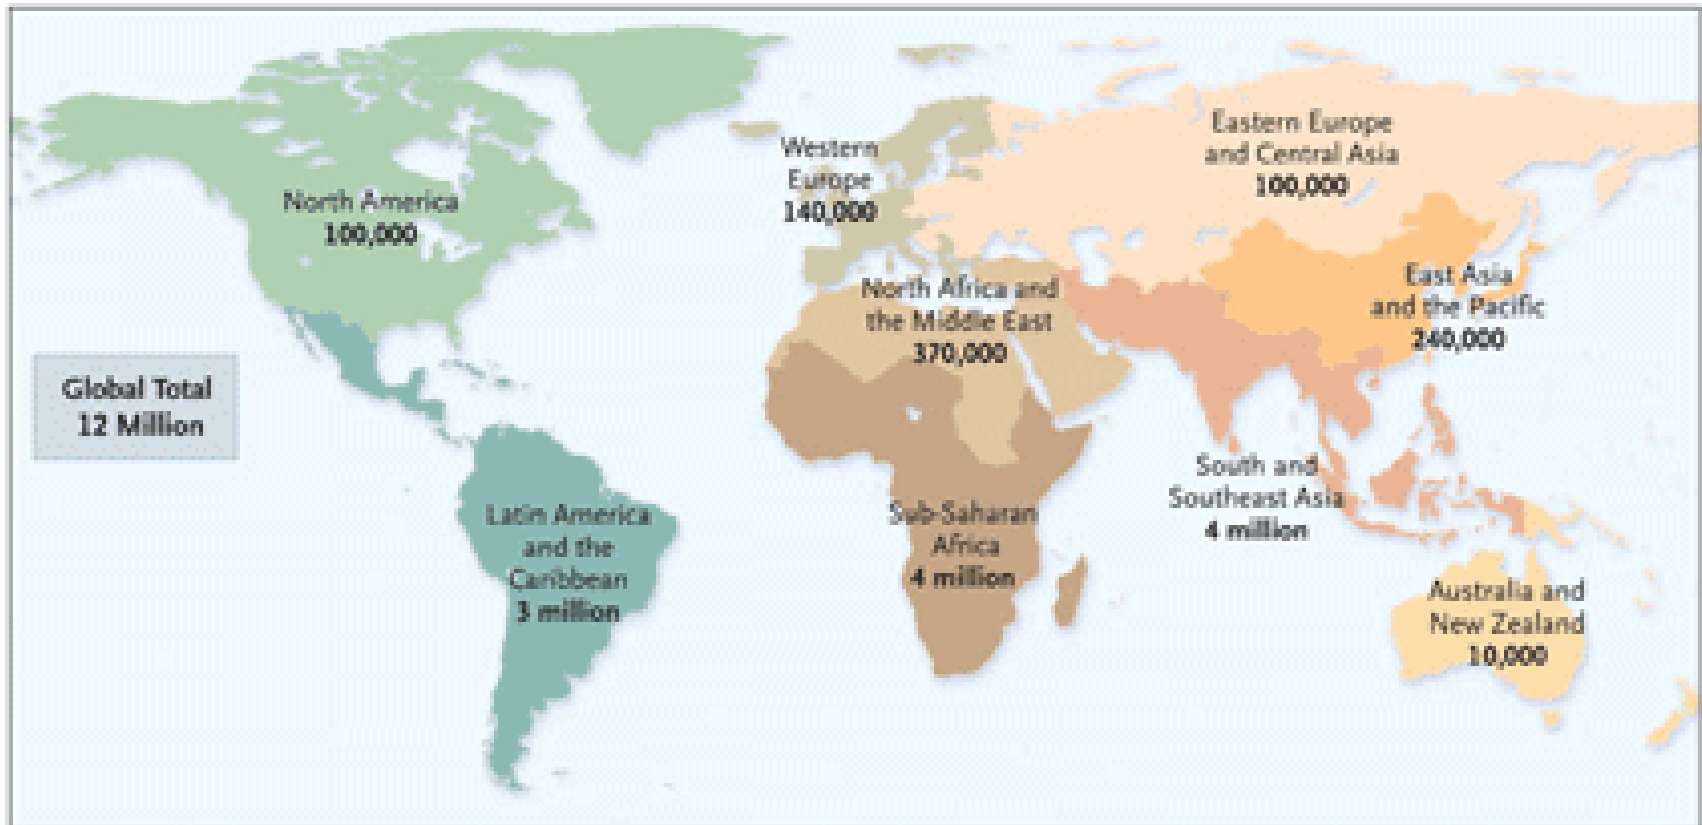 North America
100,000
Western
Europe
140,000
Eastern Europe
and Central Asia
100,000
North Africa and
the Middle East
370,000
East Asia
and the Pacific
240,000
Global Total
12 Million
Latin America
and the
Caribbean
3 million
Sub-Saharan
Africa
4 million
South and
Southeast Asia
4 million
Australia and
New Zealand
10,000